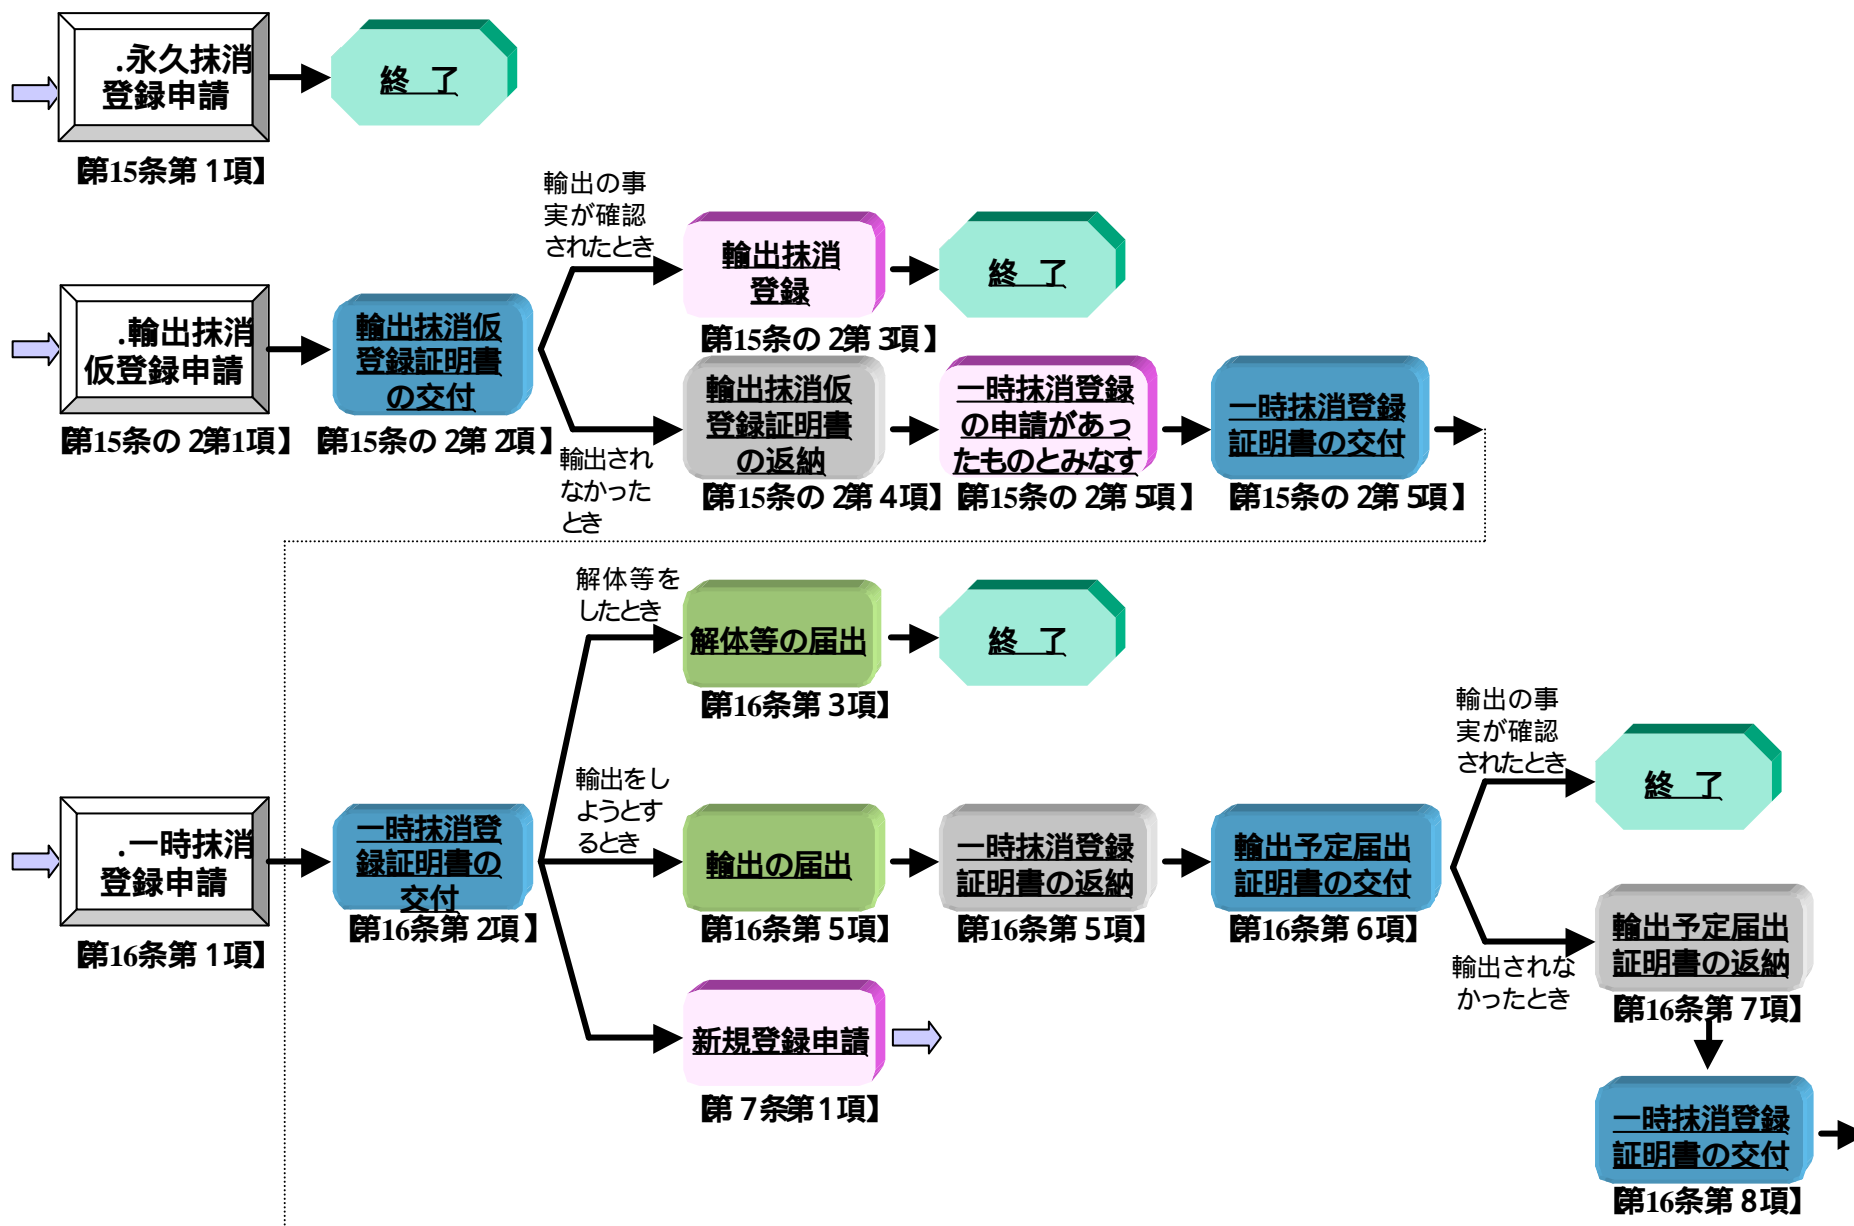 .永久抹消
登録申請
終 了
【第15条第1項】
輸出の事
実が確認
されたとき
輸出抹消
登録
終 了
【第15条の2第3項】
.輸出抹消
仮登録申請
【第15条の2第1項】
輸出抹消仮
登録証明書
の交付
【第15条の2第2項】
輸出され
なかった
とき
輸出抹消仮
登録証明書
の返納
【第15条の2第4項】
一時抹消登録
の申請があっ
たものとみなす
【第15条の2第5項】
一時抹消登録
証明書の交付
【第15条の2第5項】
解体等を
したとき
解体等の届出
【第16条第3項】
終 了
.一時抹消
登録申請
【第16条第1項】
一時抹消登
録証明書の
交付
【第16条第2項】
輸出をし
ようとす
るとき
輸出の届出
【第16条第5項】
一時抹消登録
証明書の返納
【第16条第5項】
輸出予定届出
証明書の交付
【第16条第6項】
輸出の事
実が確認
されたとき
終 了
輸出されな
かったとき
輸出予定届出
証明書の返納
【第16条第7項】
新規登録申請
【第7条第1項】
一時抹消登録
証明書の交付
【第16条第8項】